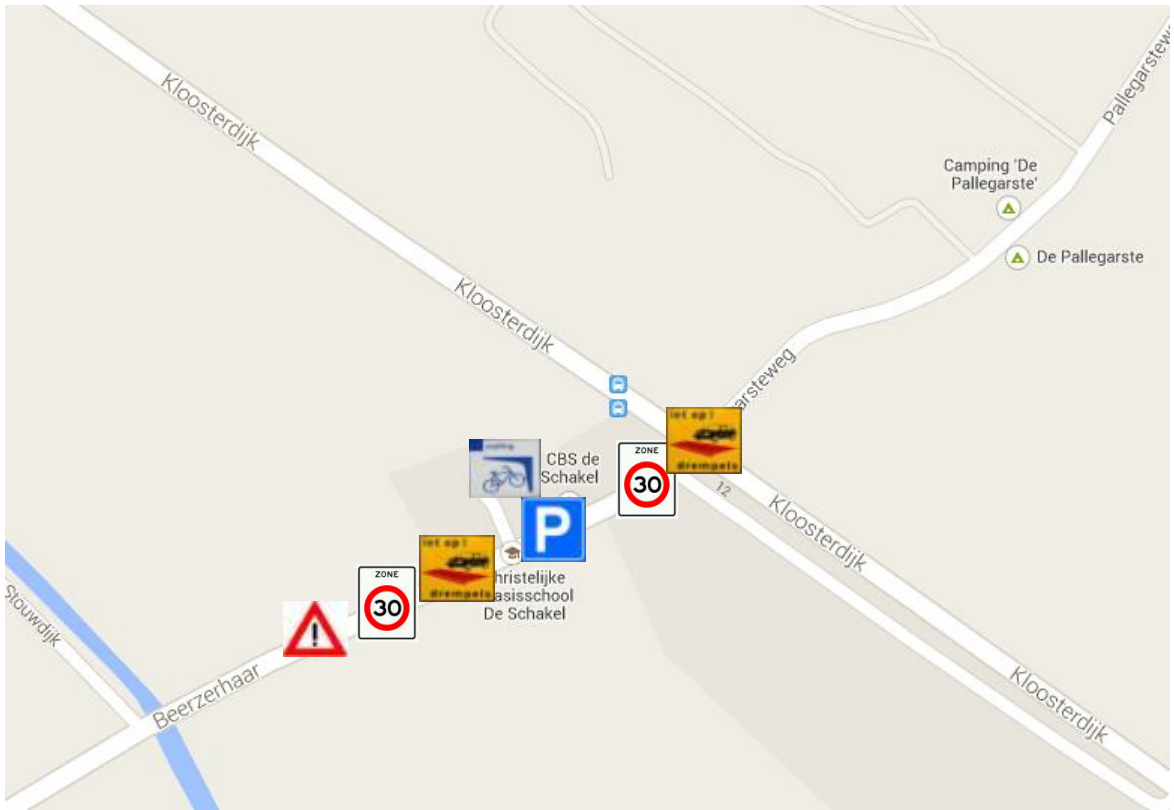 Kloosterdijk
Pallegarstewe
Camping 'De
Pallegarste'
De Pallegarste
Kloosterdijk
arsteweg
let op !
drempels
ZONE
30
CBS de
Schakel
12
Kloosterdijk
P
let op !
drempels
hristelijke
asisschool
De Schakel
ZONE
30
!
Stouwdijk
Beerzerhaar
Kloosterdijk